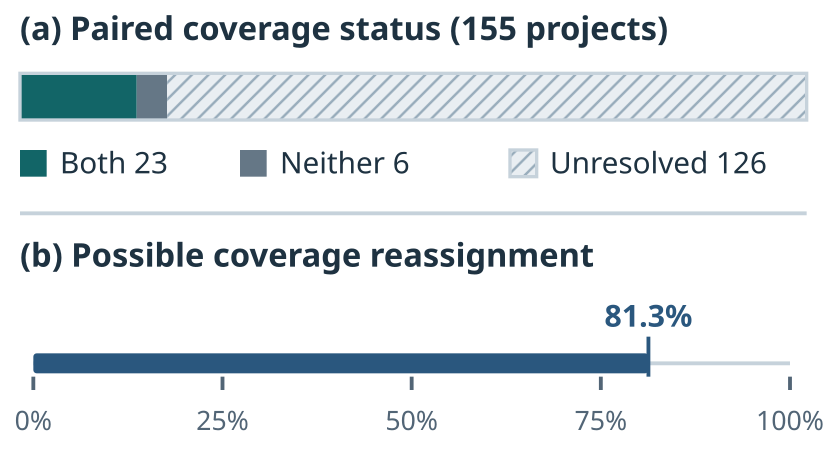 (a) Paired coverage status (155 projects)
Both 23 Neither 6 Unresolved 126
(b) Possible coverage reassignment
81.3%
0% 25% 50% 75% 100%